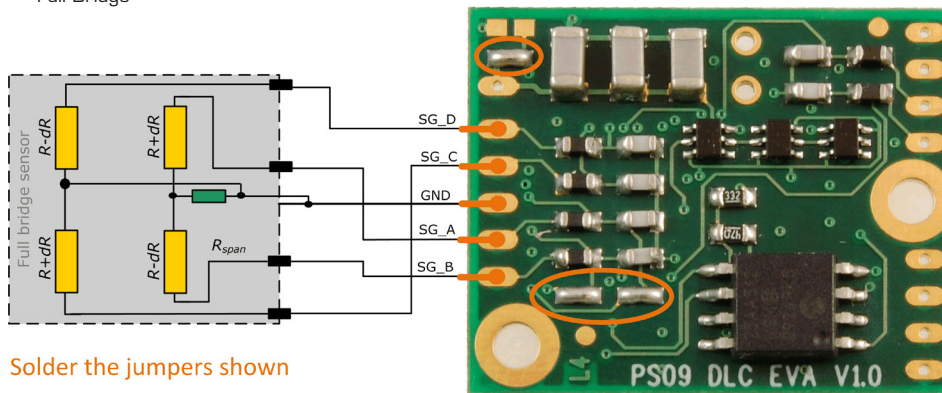 Full Bridge
Full bridge sensor
R-dR
R+dR
R+dR
R-dR
Rspan
SG_D
SG_C
GND
SG_A
SG_B
332
L4
PS09 DLC EVA V1.0
Solder the jumpers shown